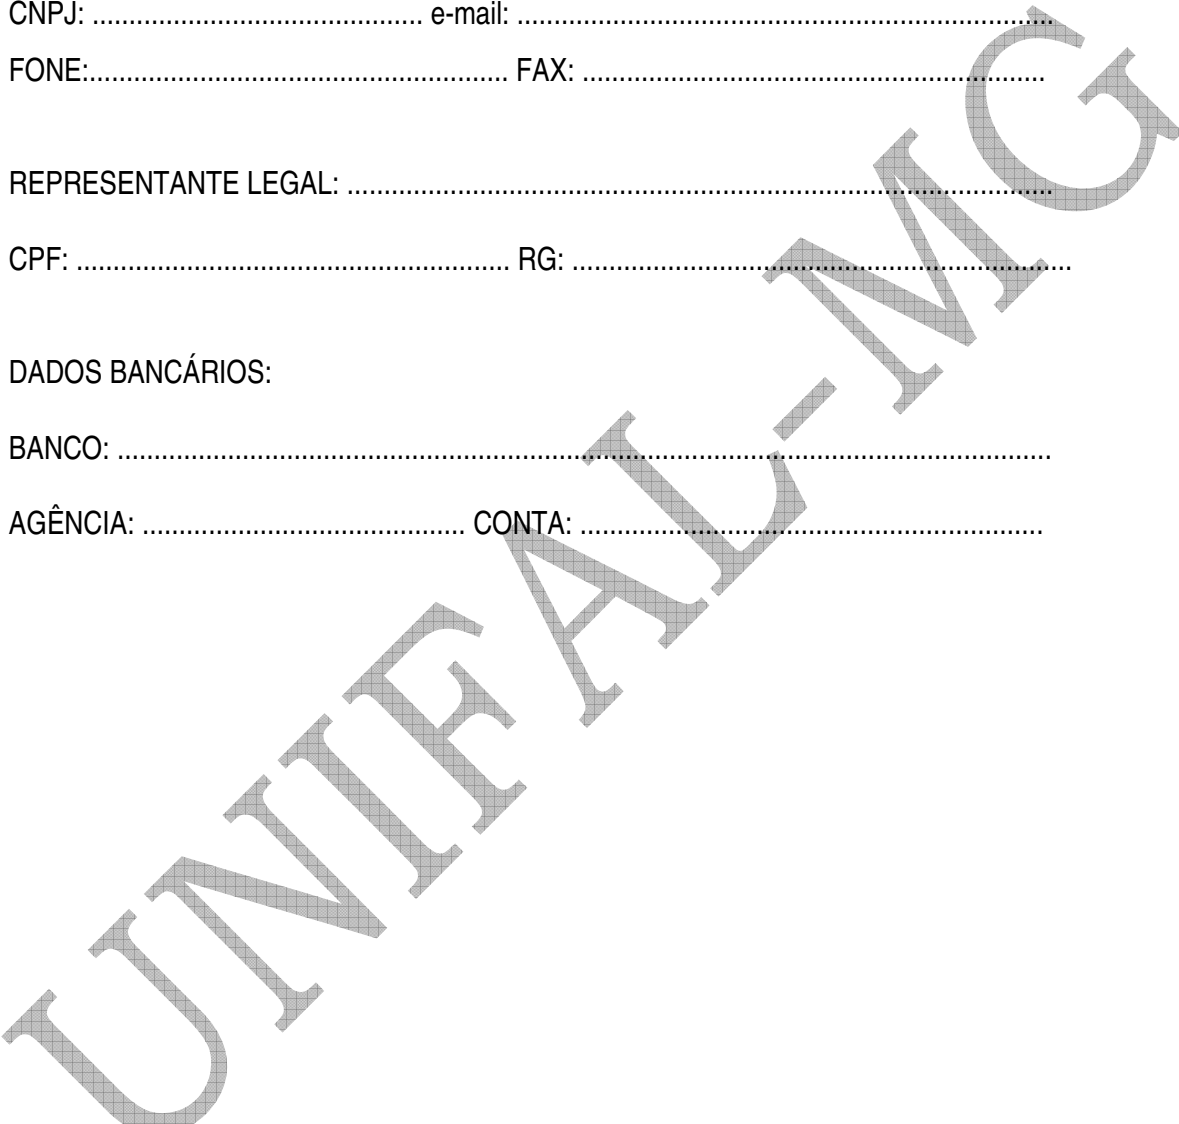 CNPJ: ............................................. e-mail: .........................................................................
FONE:......................................................... FAX: ...............................................................
REPRESENTANTE LEGAL: ................................................................................................
CPF: ........................................................... RG: ....................................................................
DADOS BANCÁRIOS:
BANCO: ...............................................................................................................................
AGÊNCIA: ............................................ CONTA: ...............................................................
UNIFAL-MG